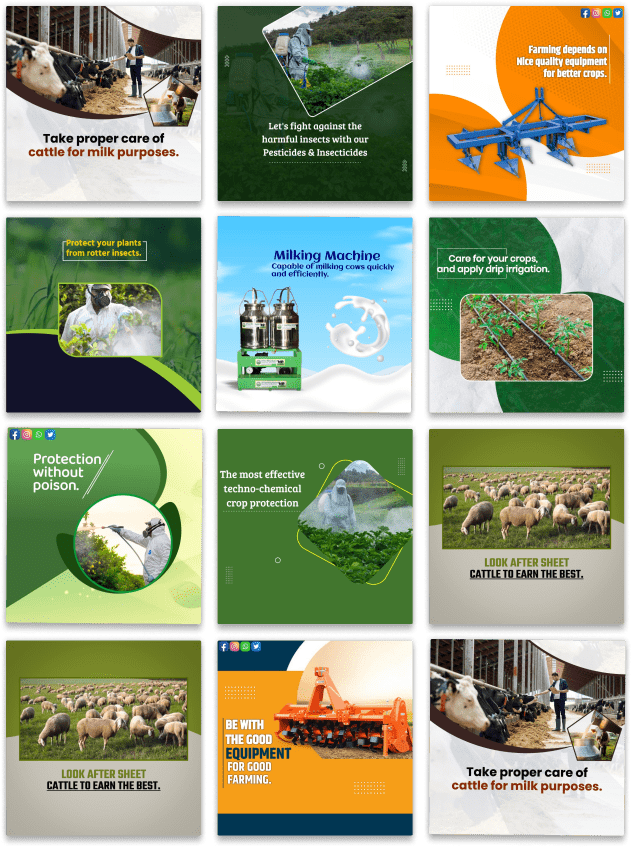 Take proper care of
cattle for milk purposes.
Let's fight against the
harmful insects with our
Pesticides & Insecticides
Farming depends on
Nice quality equipment
for better crops.
Protect your plants
from rotter insects.
Milking Machine
Capable of milking cows quickly
and efficiently.
Care for your crops,
and apply drip irrigation.
Protection
without
poison.
The most effective
techno-chemical
crop protection
LOOK AFTER SHEET
CATTLE TO EARN THE BEST.
LOOK AFTER SHEET
CATTLE TO EARN THE BEST.
BE WITH
THE GOOD
EQUIPMENT
FOR GOOD
FARMING.
Take proper care of
cattle for milk purposes.